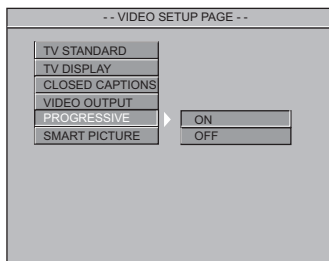 - - VIDEO SETUP PAGE - -
TV STANDARD
TV DISPLAY
CLOSED CAPTIONS
VIDEO OUTPUT
PROGRESSIVE
ON
SMART PICTURE
OFF